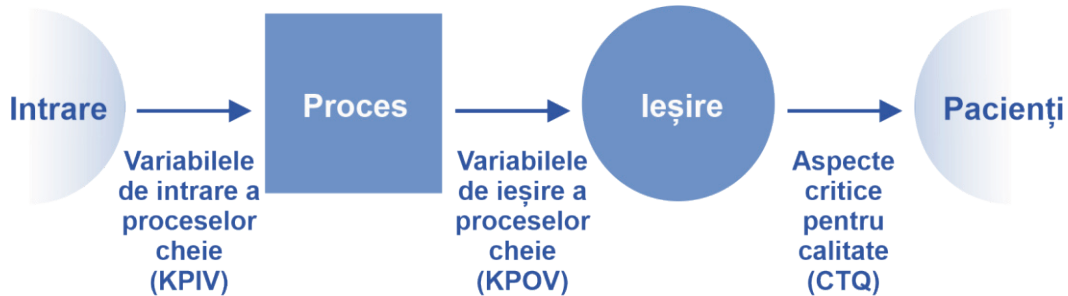 Intrare
Proces
Ieșire
Pacienți
Variabilele
de intrare a
proceselor
cheie
(KPIV)
Variabilele
de ieșire a
proceselor
cheie
(KPOV)
Aspecte
critice
pentru
calitate
(CTQ)